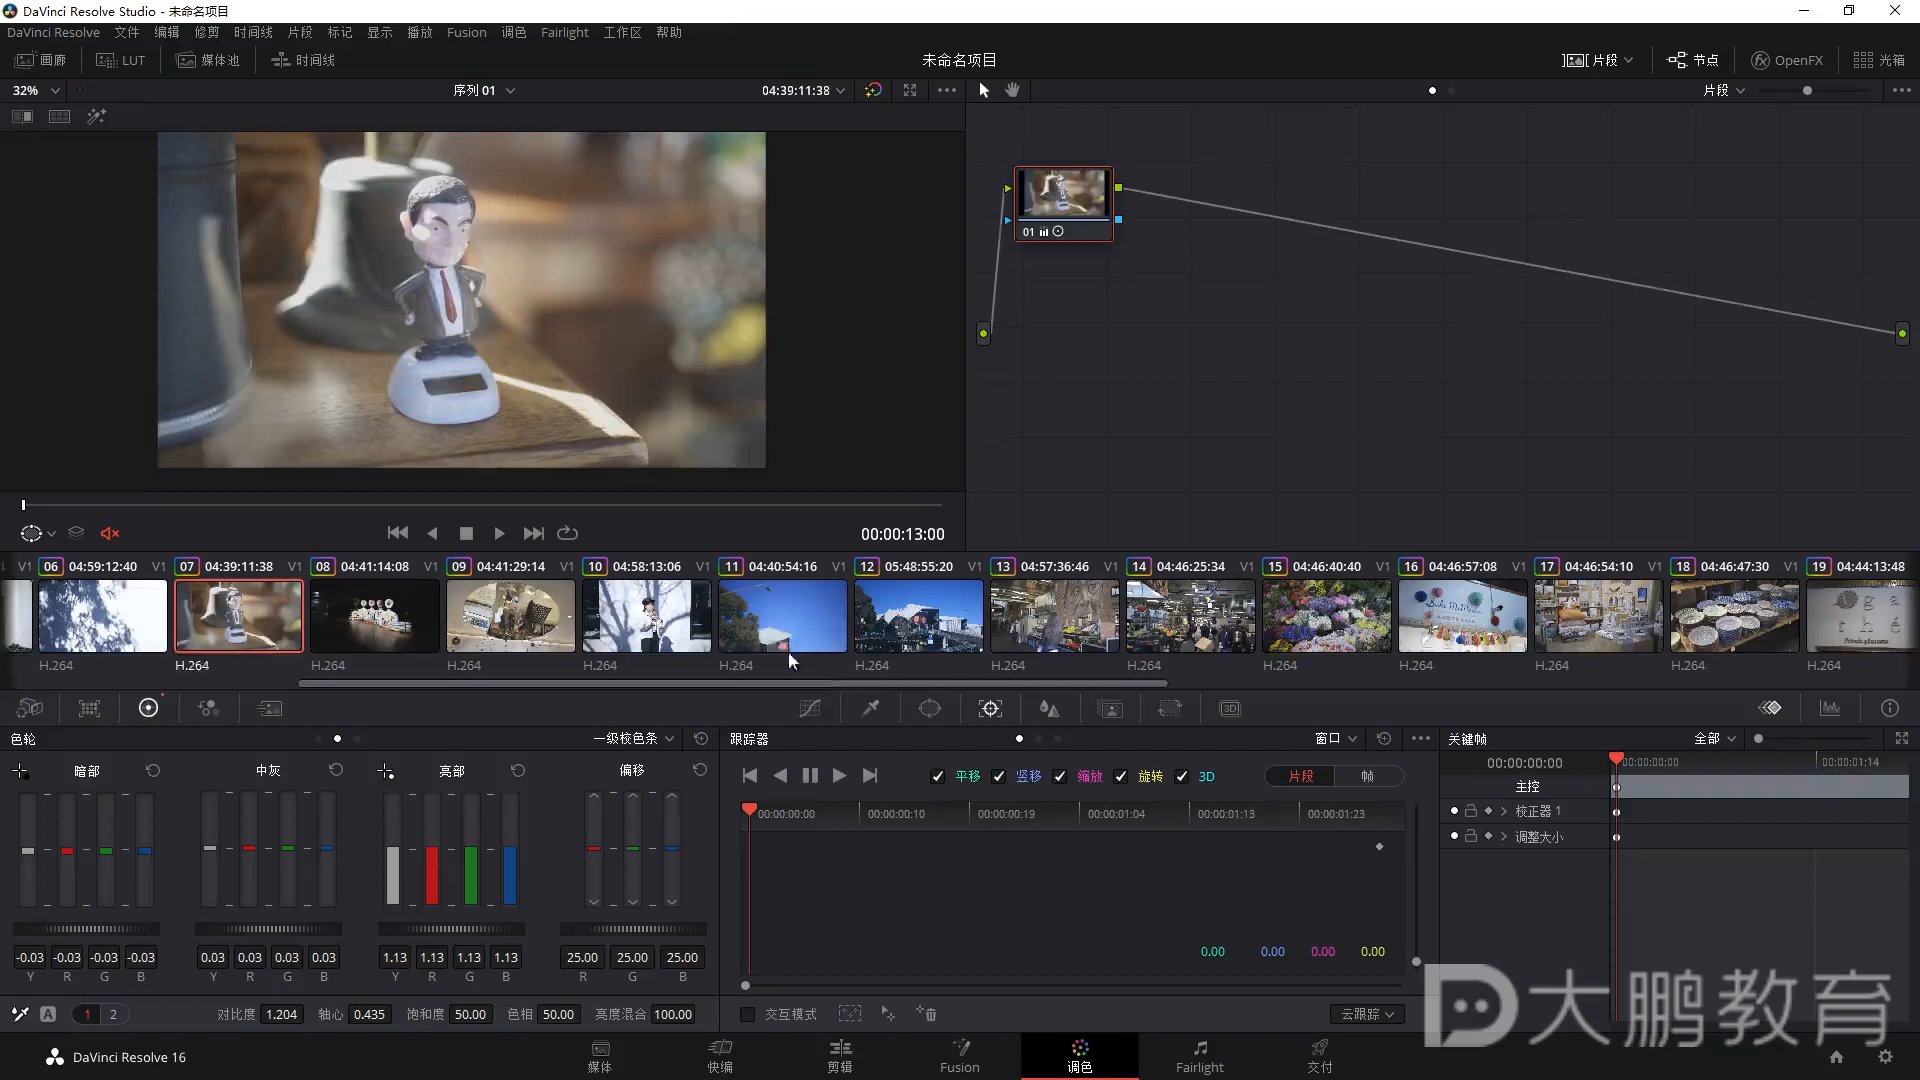 DaVinci Resolve Studio - 未命名项目
DaVinci Resolve 文件 编辑 修剪 时间线 片段 标记 显示 播放 Fusion 调色 Fairlight 工作区 帮助
画廊 LUT 媒体池 时间线 未命名项目 片段 节点 OpenFX 光箱
32% 序列 01 04:39:11:38 片段
01
00:00:13:00
V1 06 04:59:12:40 V1 07 04:39:11:38 V1 08 04:41:14:08 V1 09 04:41:29:14 V1 10 04:58:13:06 V1 11 04:40:54:16 V1 12 05:48:55:20 V1 13 04:57:36:46 V1 14 04:46:25:34 V1 15 04:46:40:40 V1 16 04:46:57:08 V1 17 04:46:54:10 V1 18 04:46:47:30 V1 19 04:44:13:48
H.264 H.264 H.264 H.264 H.264 H.264 H.264 H.264 H.264 H.264 H.264 H.264 H.264 H.264
3D
色轮 一级校色条 跟踪器 窗口 关键帧 全部
暗部 中灰 亮部 偏移 平移 竖移 缩放 旋转 3D 片段 帧
00:00:00:00 00:00:00:00 00:00:01:14
主控
00:00:00:00 00:00:00:10 00:00:00:19 00:00:01:04 00:00:01:13 00:00:01:23
校正器 1
调整大小
0.00 0.00 0.00 0.00
-0.03 -0.03 -0.03 -0.03 0.03 0.03 0.03 0.03 1.13 1.13 1.13 1.13 25.00 25.00 25.00
Y R G B Y R G B Y R G B R G B
A 1 2 对比度 1.204 轴心 0.435 饱和度 50.00 色相 50.00 亮度混合 100.00 交互模式 云跟踪
大鹏教育
DaVinci Resolve 16 媒体 快编 剪辑 Fusion 调色 Fairlight 交付